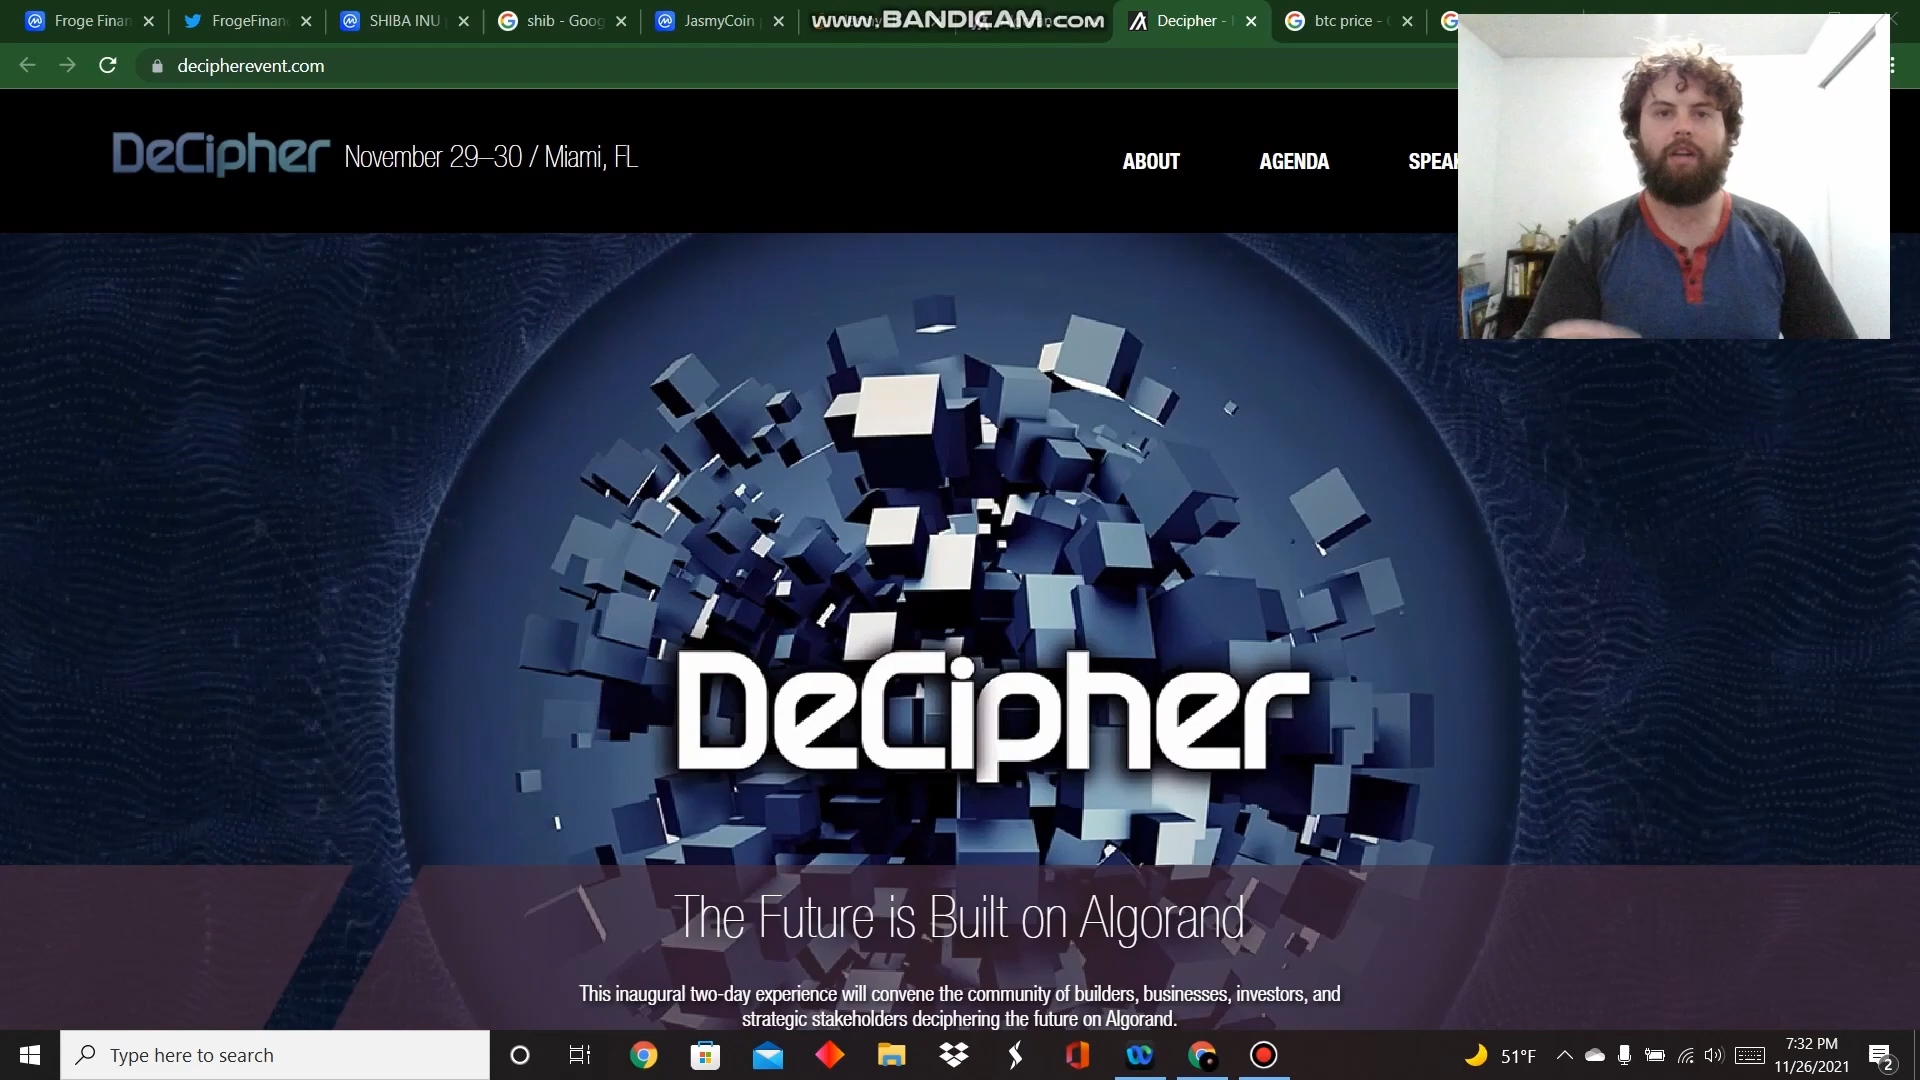 Froge Finan
FrogeFinan
SHIBA INU
shib - Goog
JasmyCoin
WWW.BANDICAM.COM
Decipher -
btc price -
decipherevent.com
DeCipher November 29–30 / Miami, FL
ABOUT
AGENDA
SPEAK
DeCipher
The Future is Built on Algorand
This inaugural two-day experience will convene the community of builders, businesses, investors, and
strategic stakeholders deciphering the future on Algorand.
Type here to search
51°F
7:32 PM
11/26/2021
2